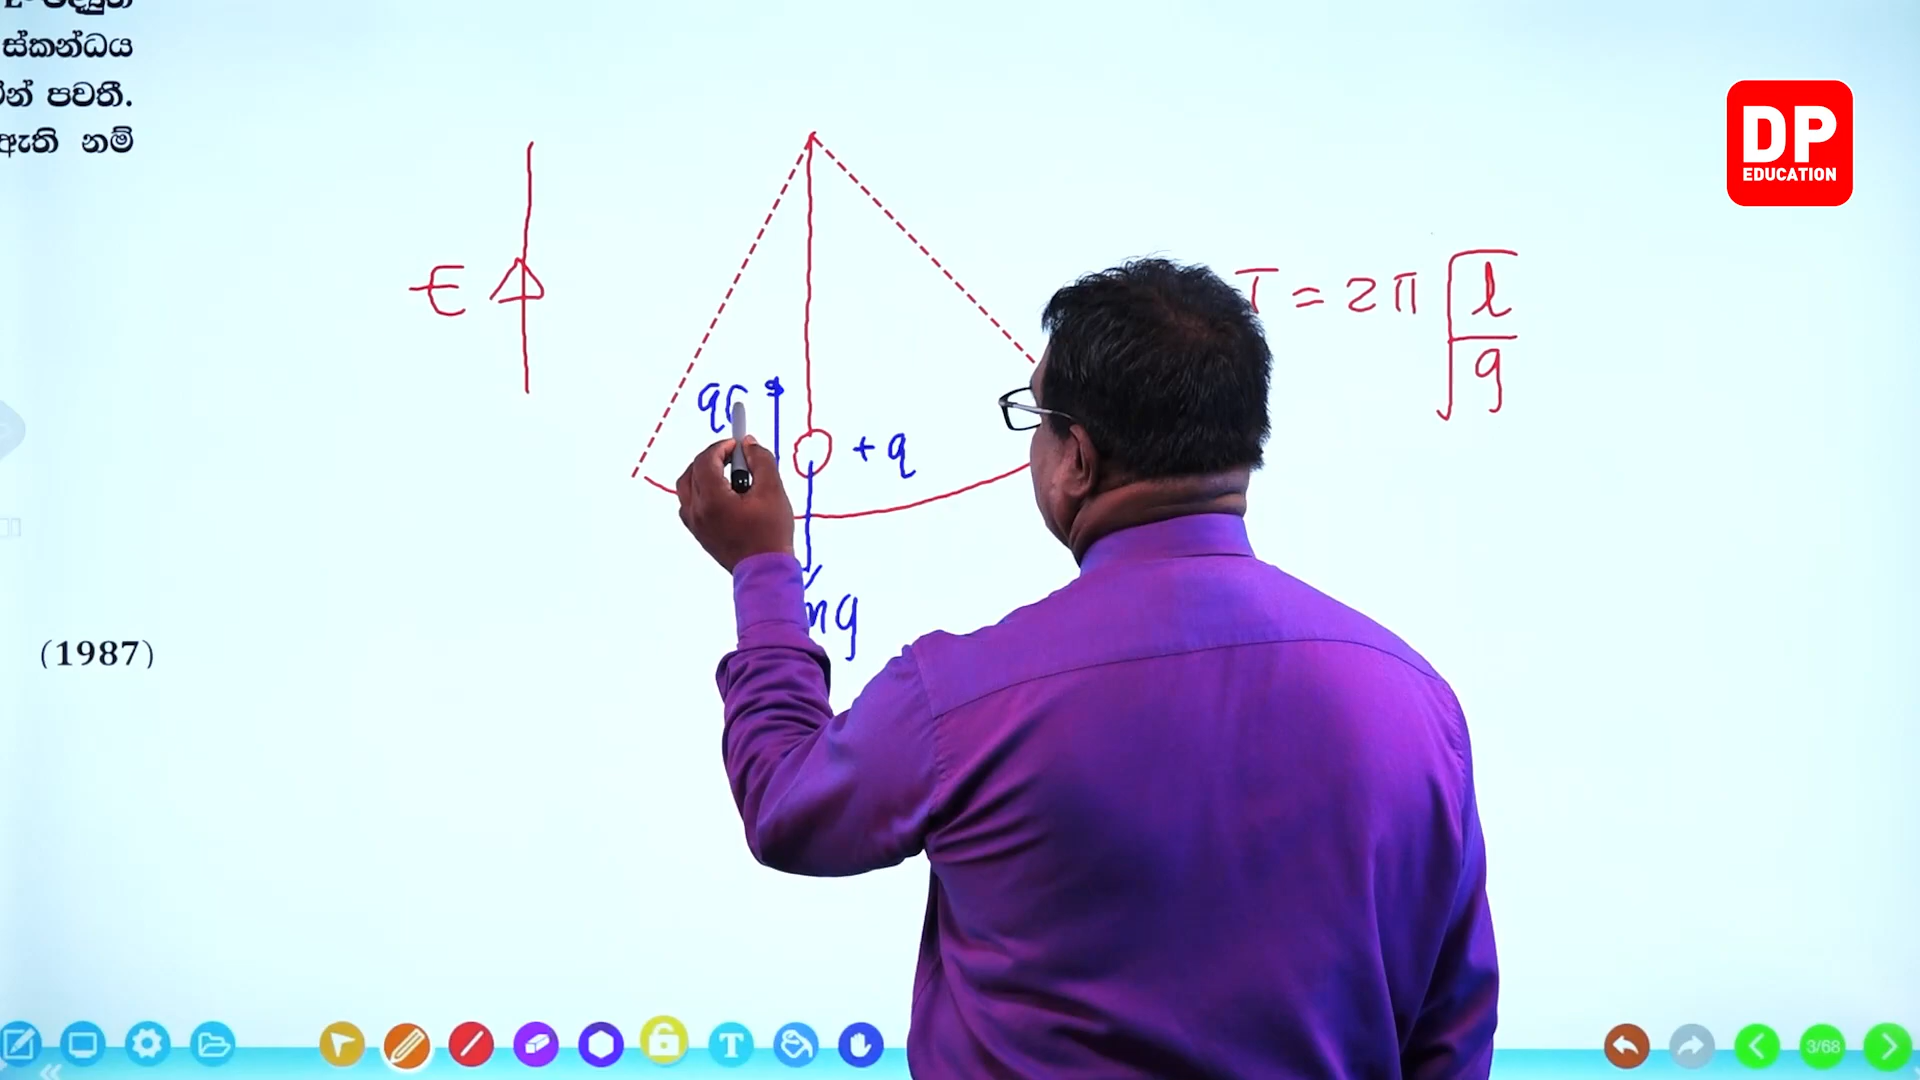 ස්කන්ධය
පවතී.
ඇති නම්
(1987)
E
qE
+ q
mg
T = 2π √l/g
DP
EDUCATION
T
3/68